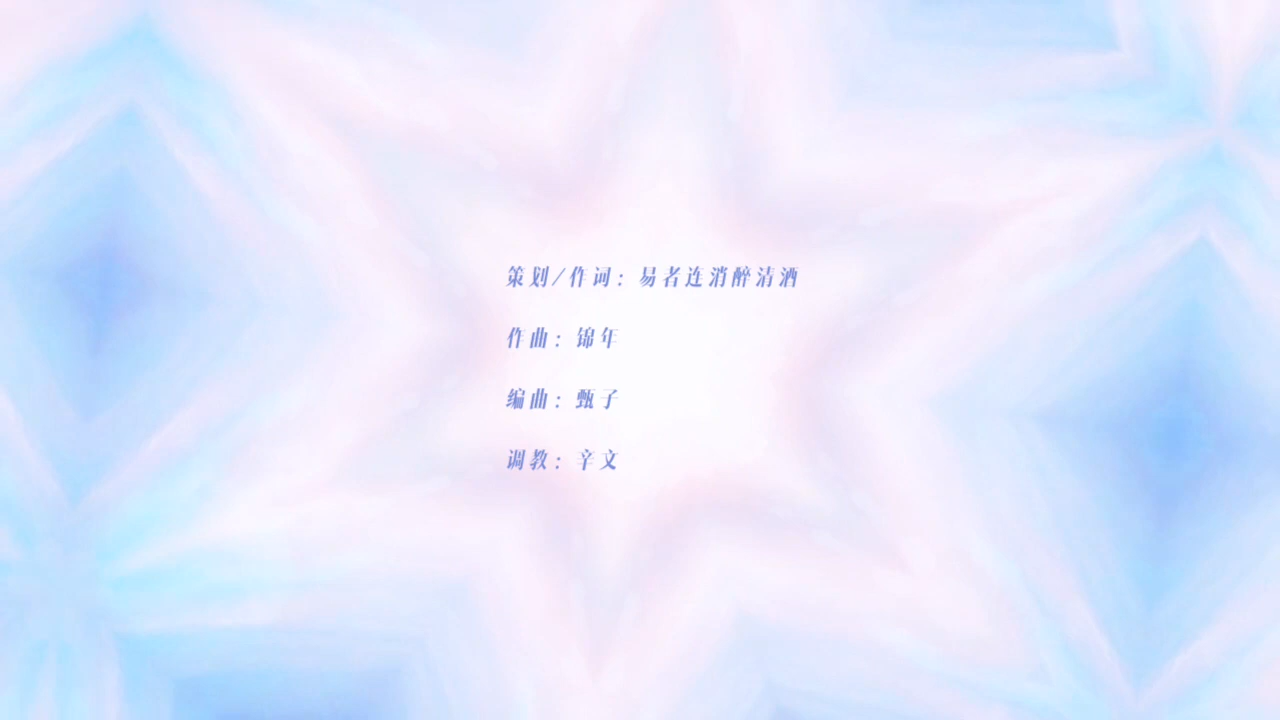 策划/作词：易者连消醉清酒
作曲：锦年
编曲：甄子
调教：辛文